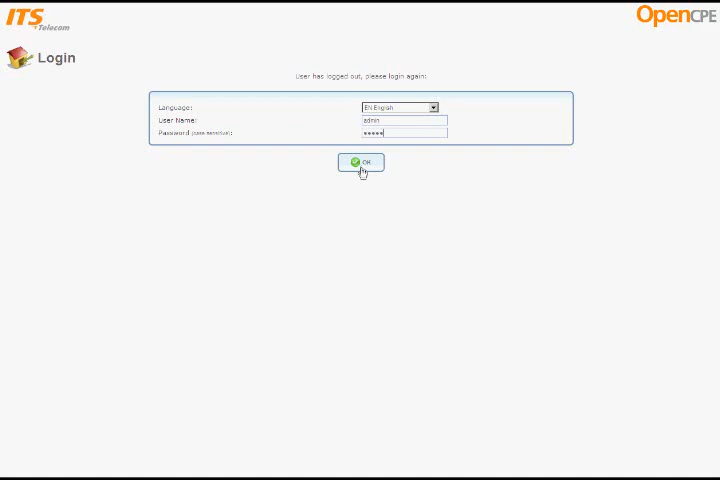 ITS
Telecom
OpenCPE
Login
User has logged out, please login again:
Language:
EN English
User Name:
admin
Password (case sensitive):
•••••
OK